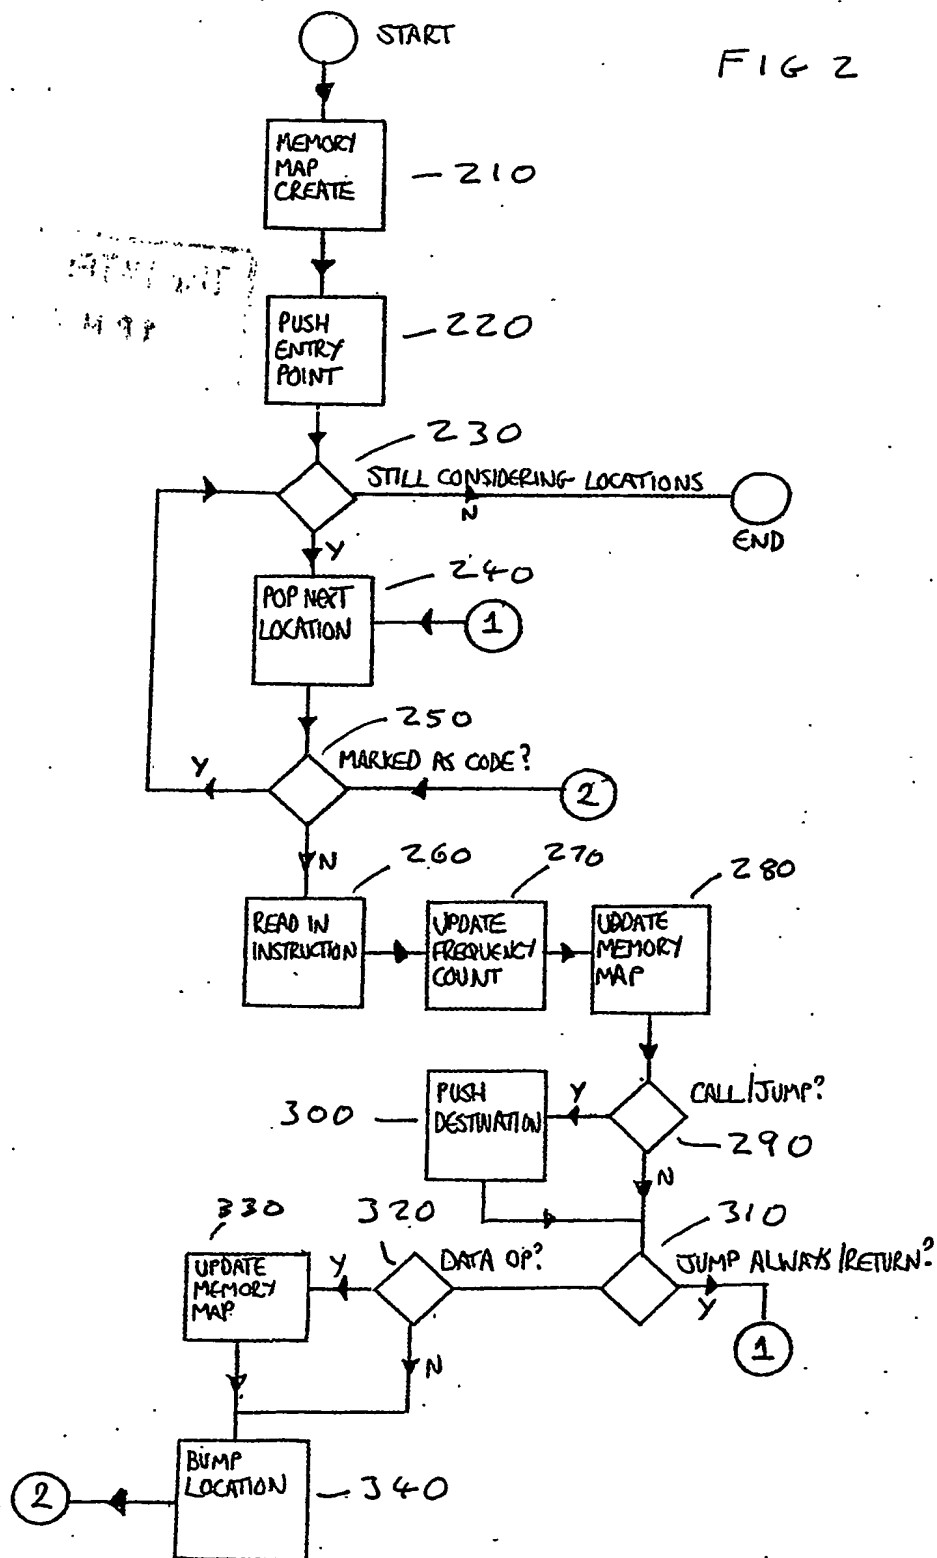 START
FIG 2
MEMORY
MAP
CREATE
210
PUSH
ENTRY
POINT
220
230
STILL CONSIDERING LOCATIONS
N
END
Y
240
POP NEXT
LOCATION
1
250
MARKED AS CODE?
Y
2
N
260
270
280
READ IN
INSTRUCTION
UPDATE
FREQUENCY
COUNT
UPDATE
MEMORY
MAP
300
PUSH
DESTINATION
Y
CALL/JUMP?
290
N
330
320
310
UPDATE
MEMORY
MAP
Y
DATA OP?
JUMP ALWAYS/RETURN?
Y
N
1
BUMP
LOCATION
340
2